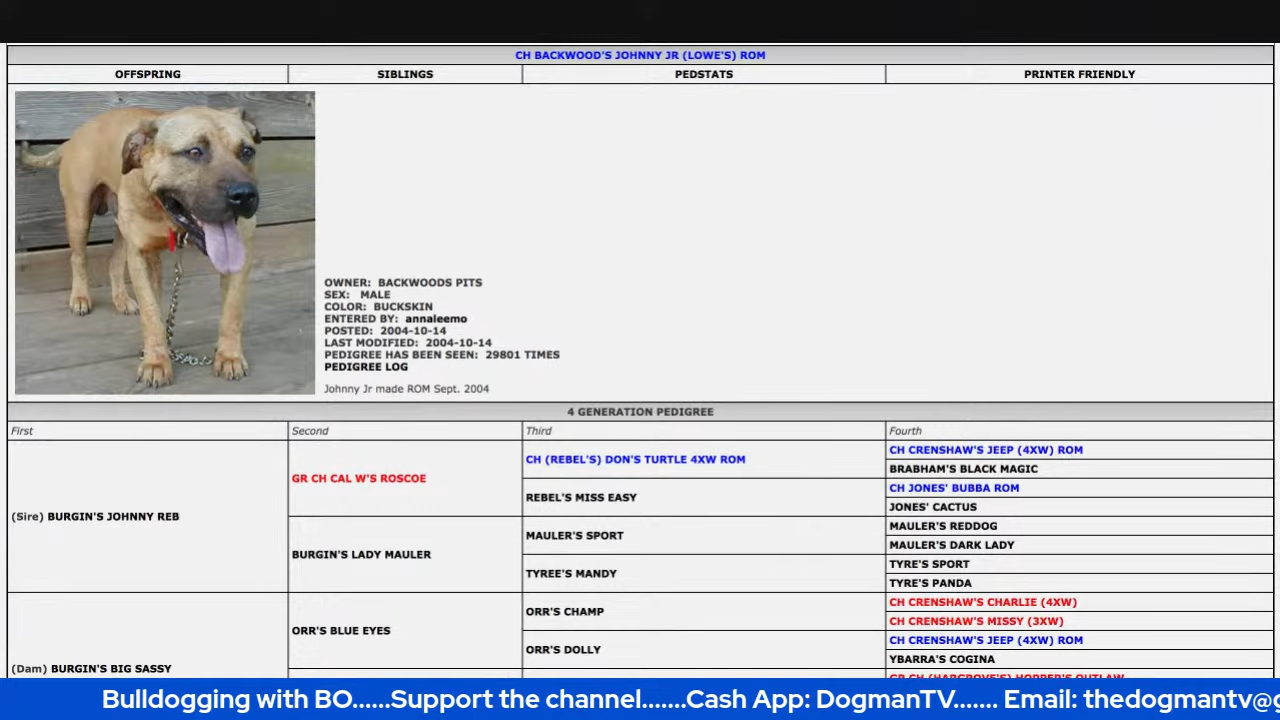 CH BACKWOOD'S JOHNNY JR (LOWE'S) ROM
OFFSPRING SIBLINGS PEDSTATS PRINTER FRIENDLY
OWNER: BACKWOODS PITS
SEX: MALE
COLOR: BUCKSKIN
ENTERED BY: annaleemo
POSTED: 2004-10-14
LAST MODIFIED: 2004-10-14
PEDIGREE HAS BEEN SEEN: 29801 TIMES
PEDIGREE LOG
Johnny Jr made ROM Sept. 2004
4 GENERATION PEDIGREE
First Second Third Fourth
(Sire) BURGIN'S JOHNNY REB
GR CH CAL W'S ROSCOE
CH (REBEL'S) DON'S TURTLE 4XW ROM
CH CRENSHAW'S JEEP (4XW) ROM
BRABHAM'S BLACK MAGIC
REBEL'S MISS EASY
CH JONES' BUBBA ROM
JONES' CACTUS
BURGIN'S LADY MAULER
MAULER'S SPORT
MAULER'S REDDOG
MAULER'S DARK LADY
TYREE'S MANDY
TYRE'S SPORT
TYRE'S PANDA
(Dam) BURGIN'S BIG SASSY
ORR'S BLUE EYES
ORR'S CHAMP
CH CRENSHAW'S CHARLIE (4XW)
CH CRENSHAW'S MISSY (3XW)
ORR'S DOLLY
CH CRENSHAW'S JEEP (4XW) ROM
YBARRA'S COGINA
GR CH (HARGROVE'S) HOPPER'S OUTLAW
Bulldogging with BO......Support the channel.......Cash App: DogmanTV....... Email: thedogmantv@g